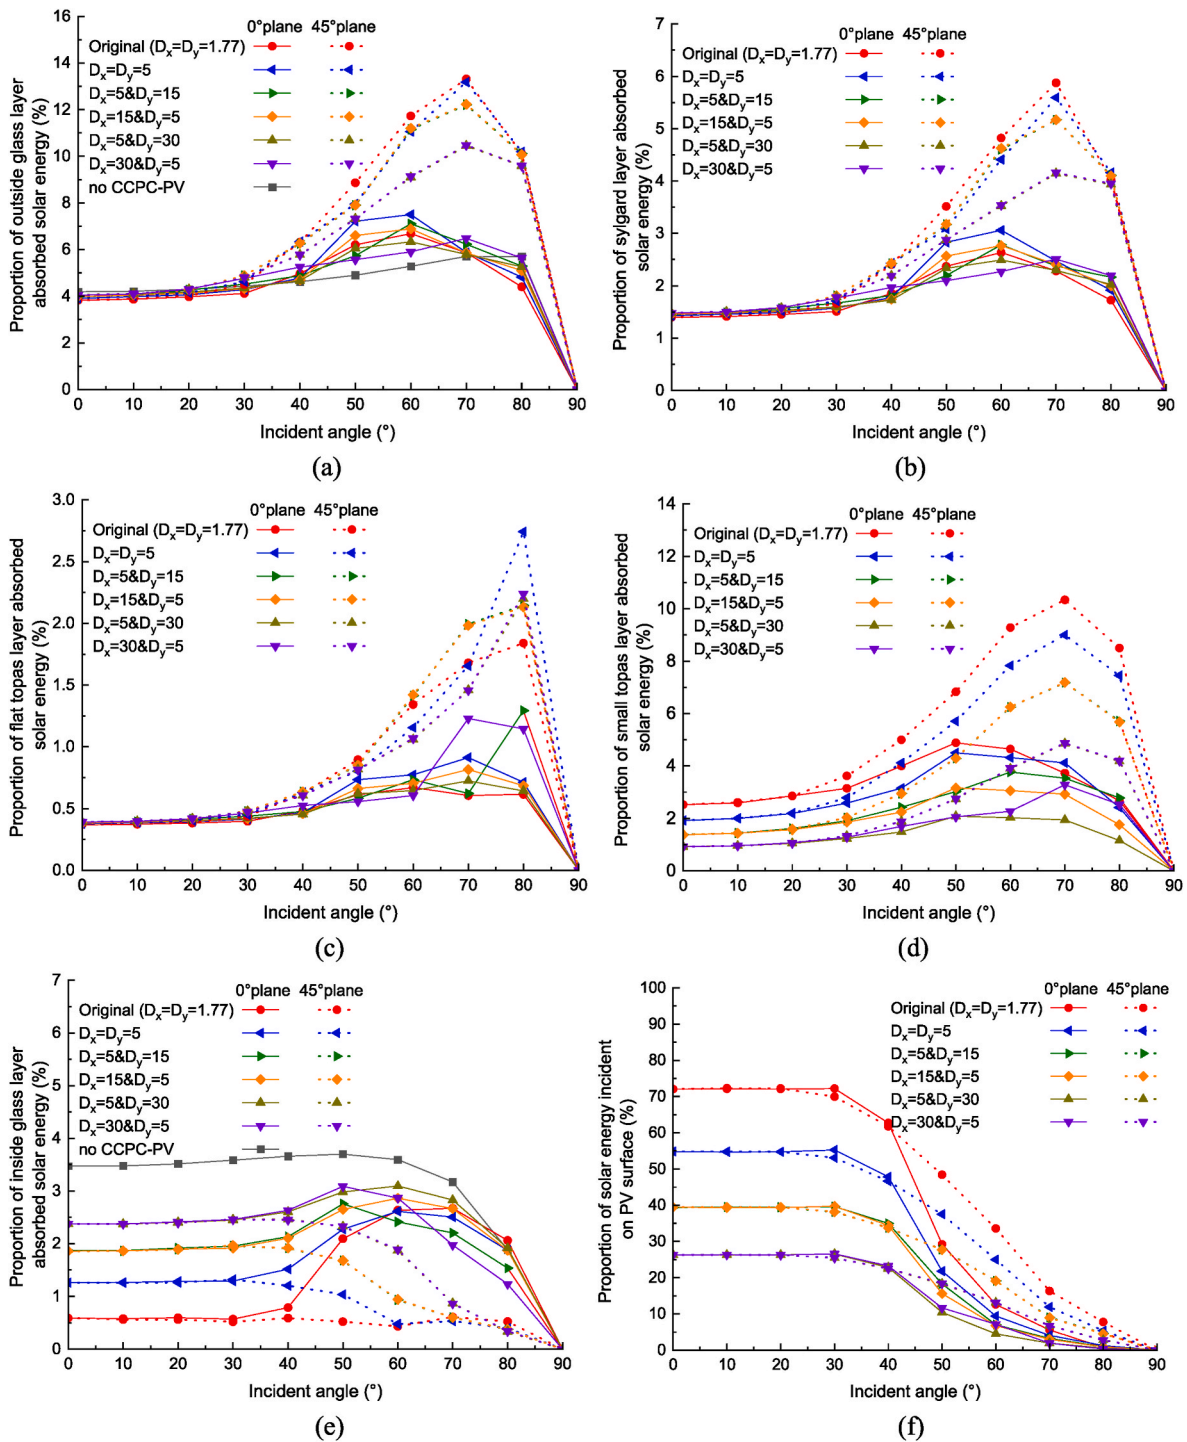 Proportion of outside glass layer
absorbed solar energy (%)
16
14
12
10
8
6
4
2
0
0°plane 45°plane
Original (Dx=Dy=1.77)
Dx=Dy=5
Dx=5&Dy=15
Dx=15&Dy=5
Dx=5&Dy=30
Dx=30&Dy=5
no CCPC-PV
0 10 20 30 40 50 60 70 80 90
Incident angle (°)
(a)
Proportion of sylgard layer absorbed
solar energy (%)
7
6
5
4
3
2
1
0
0°plane 45°plane
Original (Dx=Dy=1.77)
Dx=Dy=5
Dx=5&Dy=15
Dx=15&Dy=5
Dx=5&Dy=30
Dx=30&Dy=5
0 10 20 30 40 50 60 70 80 90
Incident angle (°)
(b)
Proportion of flat topas layer absorbed
solar energy (%)
3.0
2.5
2.0
1.5
1.0
0.5
0.0
0°plane 45°plane
Original (Dx=Dy=1.77)
Dx=Dy=5
Dx=5&Dy=15
Dx=15&Dy=5
Dx=5&Dy=30
Dx=30&Dy=5
0 10 20 30 40 50 60 70 80 90
Incident angle (°)
(c)
Proportion of small topas layer absorbed
solar energy (%)
14
12
10
8
6
4
2
0
0°plane 45°plane
Original (Dx=Dy=1.77)
Dx=Dy=5
Dx=5&Dy=15
Dx=15&Dy=5
Dx=5&Dy=30
Dx=30&Dy=5
0 10 20 30 40 50 60 70 80 90
Incident angle (°)
(d)
Proportion of inside glass layer
absorbed solar energy (%)
7
6
5
4
3
2
1
0
0°plane 45°plane
Original (Dx=Dy=1.77)
Dx=Dy=5
Dx=5&Dy=15
Dx=15&Dy=5
Dx=5&Dy=30
Dx=30&Dy=5
no CCPC-PV
0 10 20 30 40 50 60 70 80 90
Incident angle (°)
(e)
Proportion of solar energy incident
on PV surface (%)
100
90
80
70
60
50
40
30
20
10
0
0°plane 45°plane
Original (Dx=Dy=1.77)
Dx=Dy=5
Dx=5&Dy=15
Dx=15&Dy=5
Dx=5&Dy=30
Dx=30&Dy=5
0 10 20 30 40 50 60 70 80 90
Incident angle (°)
(f)